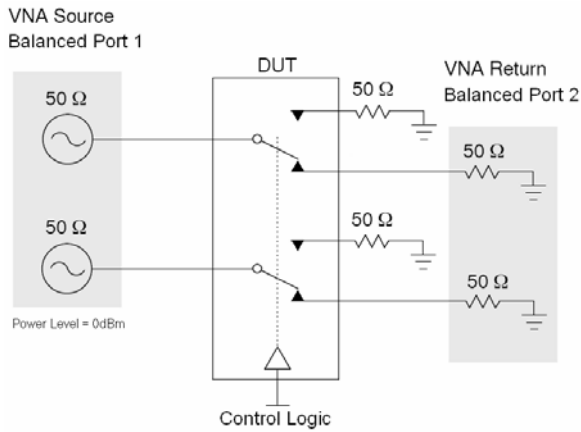 VNA Source
Balanced Port 1
DUT
VNA Return
Balanced Port 2
50 Ω
50 Ω
50 Ω
50 Ω
50 Ω
50 Ω
Power Level = 0dBm
Control Logic